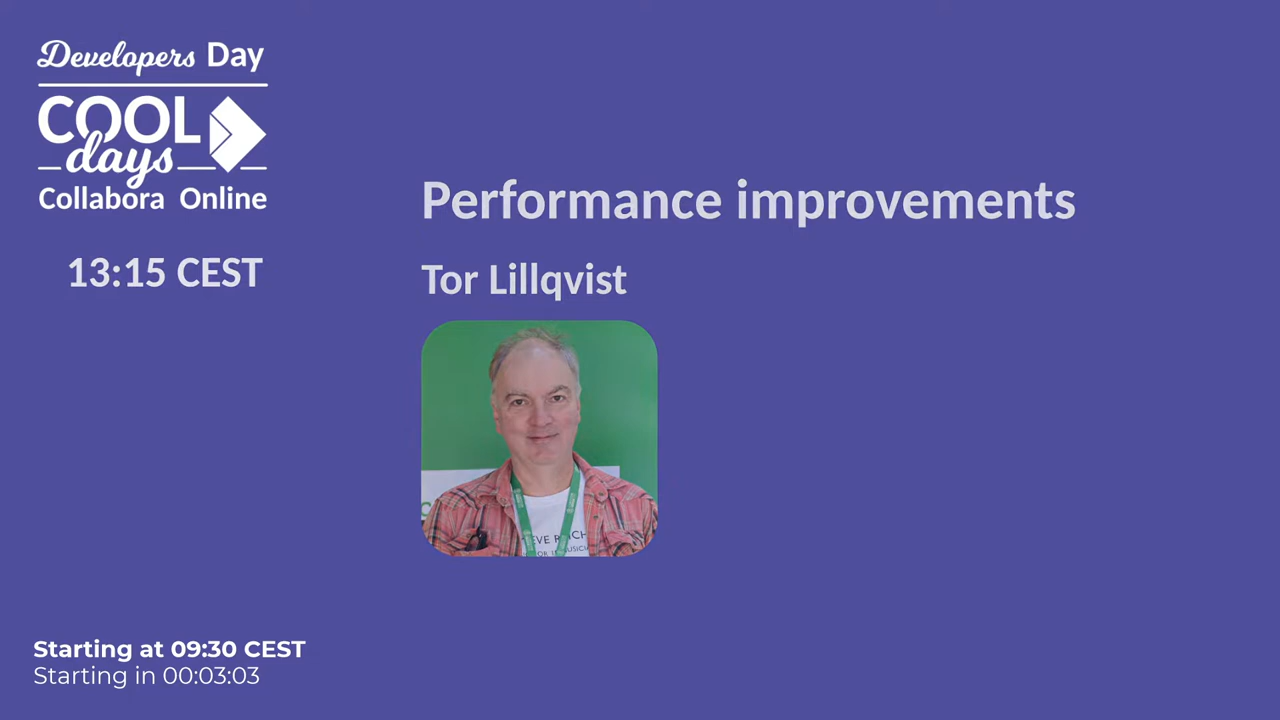 Developers Day
COOL
days
Collabora Online
13:15 CEST
Performance improvements
Tor Lillqvist
Starting at 09:30 CEST
Starting in 00:03:03